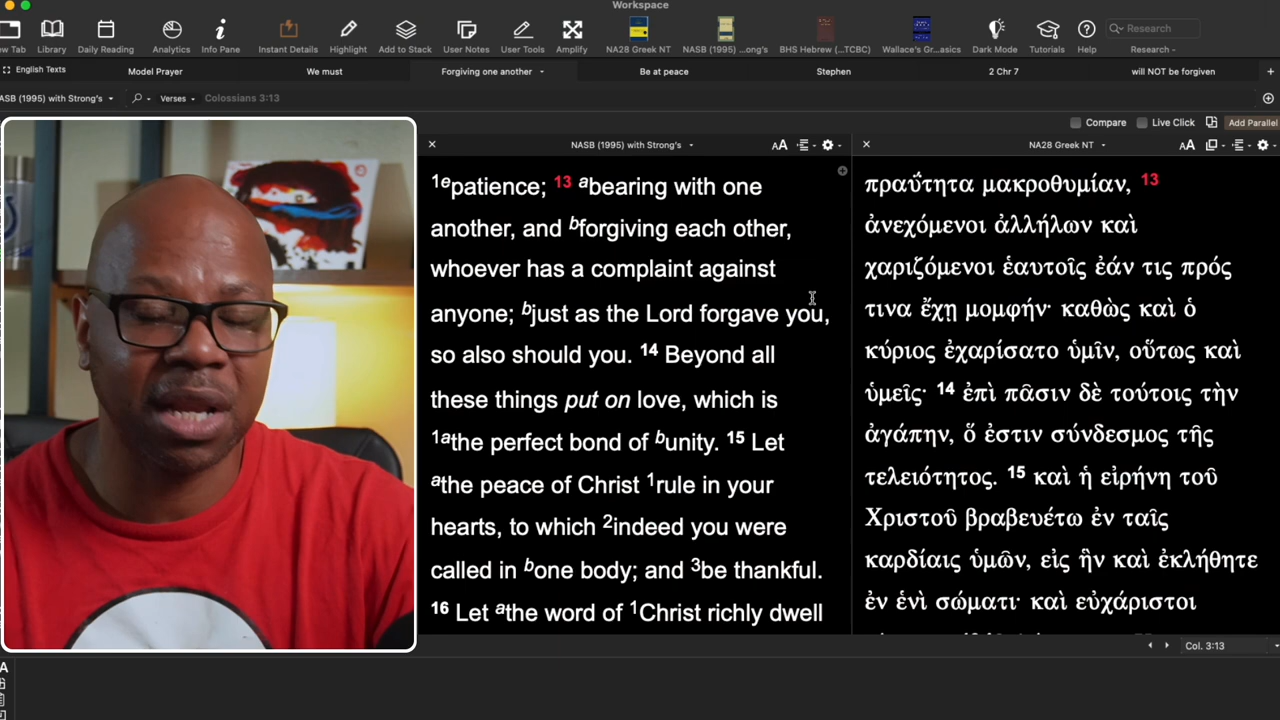 Workspace
ew Tab Library Daily Reading Analytics Info Pane Instant Details Highlight Add to Stack User Notes User Tools Amplify NA28 Greek NT NASB (1995) ...ong's BHS Hebrew (...TCBC) Wallace's Gr...asics Dark Mode Tutorials Help Research
Research
English Texts Model Prayer We must Forgiving one another Be at peace Stephen 2 Chr 7 will NOT be forgiven
ASB (1995) with Strong's Verses Colossians 3:13
Compare Live Click Add Parallel
NASB (1995) with Strong's
1epatience; 13 abearing with one
another, and bforgiving each other,
whoever has a complaint against
anyone; bjust as the Lord forgave you,
so also should you. 14 Beyond all
these things put on love, which is
1athe perfect bond of bunity. 15 Let
athe peace of Christ 1rule in your
hearts, to which 2indeed you were
called in bone body; and 3be thankful.
16 Let athe word of 1Christ richly dwell
NA28 Greek NT
πραΰτητα μακροθυμίαν, 13
ἀνεχόμενοι ἀλλήλων καὶ
χαριζόμενοι ἑαυτοῖς ἐάν τις πρός
τινα ἔχῃ μομφήν· καθὼς καὶ ὁ
κύριος ἐχαρίσατο ὑμῖν, οὕτως καὶ
ὑμεῖς· 14 ἐπὶ πᾶσιν δὲ τούτοις τὴν
ἀγάπην, ὅ ἐστιν σύνδεσμος τῆς
τελειότητος. 15 καὶ ἡ εἰρήνη τοῦ
Χριστοῦ βραβευέτω ἐν ταῖς
καρδίαις ὑμῶν, εἰς ἣν καὶ ἐκλήθητε
ἐν ἑνὶ σώματι· καὶ εὐχάριστοι
Col. 3:13